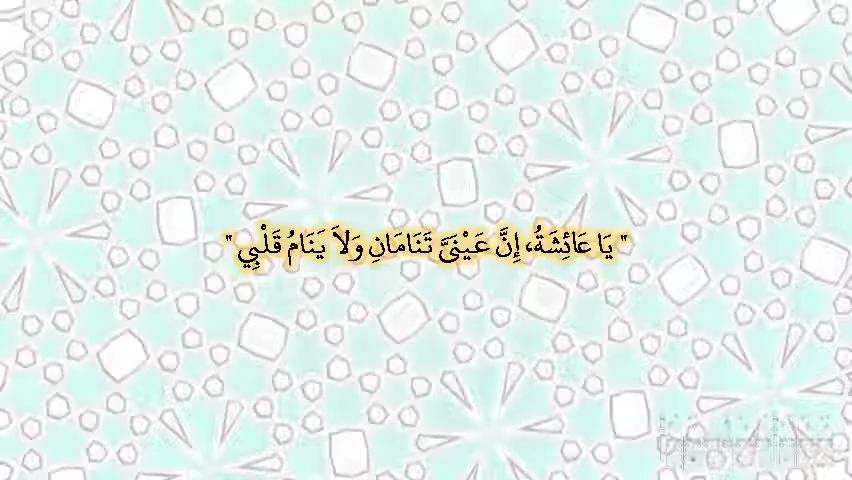 " يَا عَائِشَةُ، إِنَّ عَيْنَىَّ تَنَامَانِ وَلاَ يَنَامُ قَلْبِي "